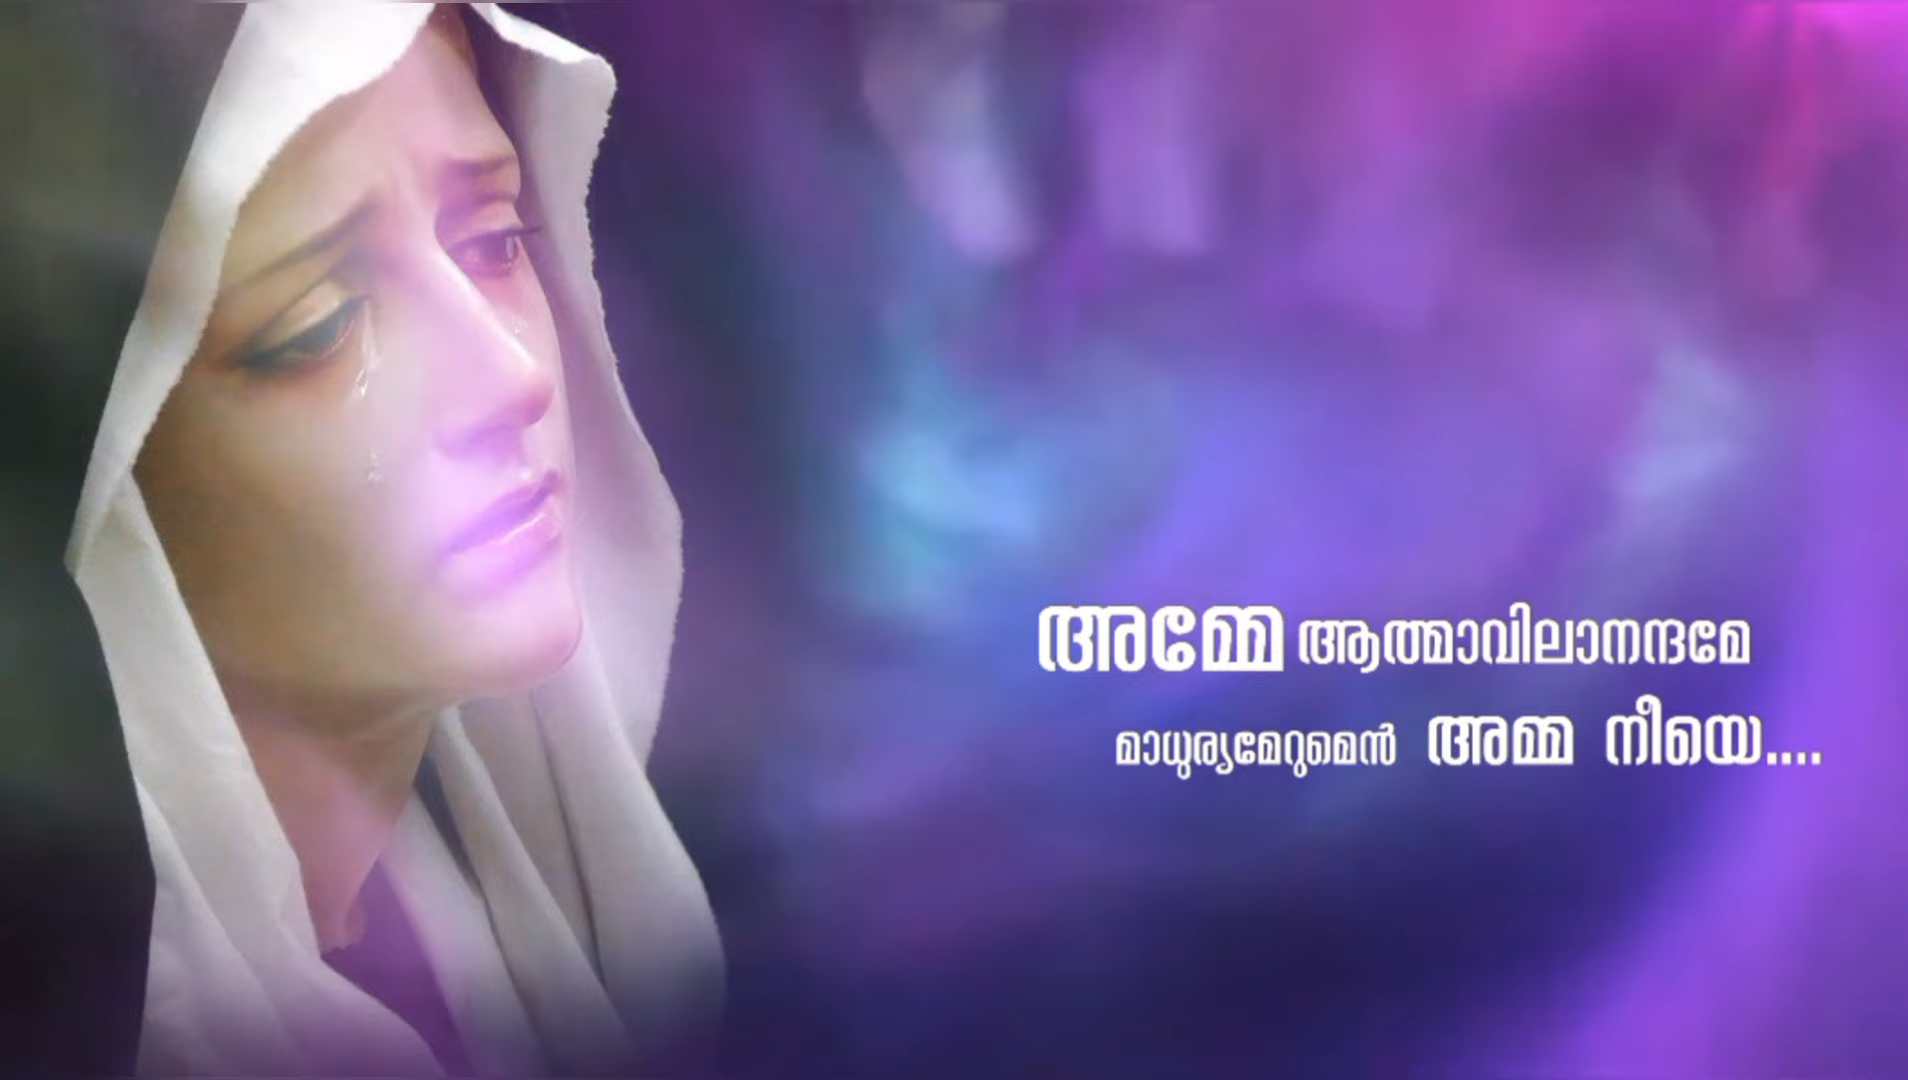 അമ്മേ ആത്മാവിലാനന്ദമേ
മാധുര്യമേറുമെൻ അമ്മ നീയെ....